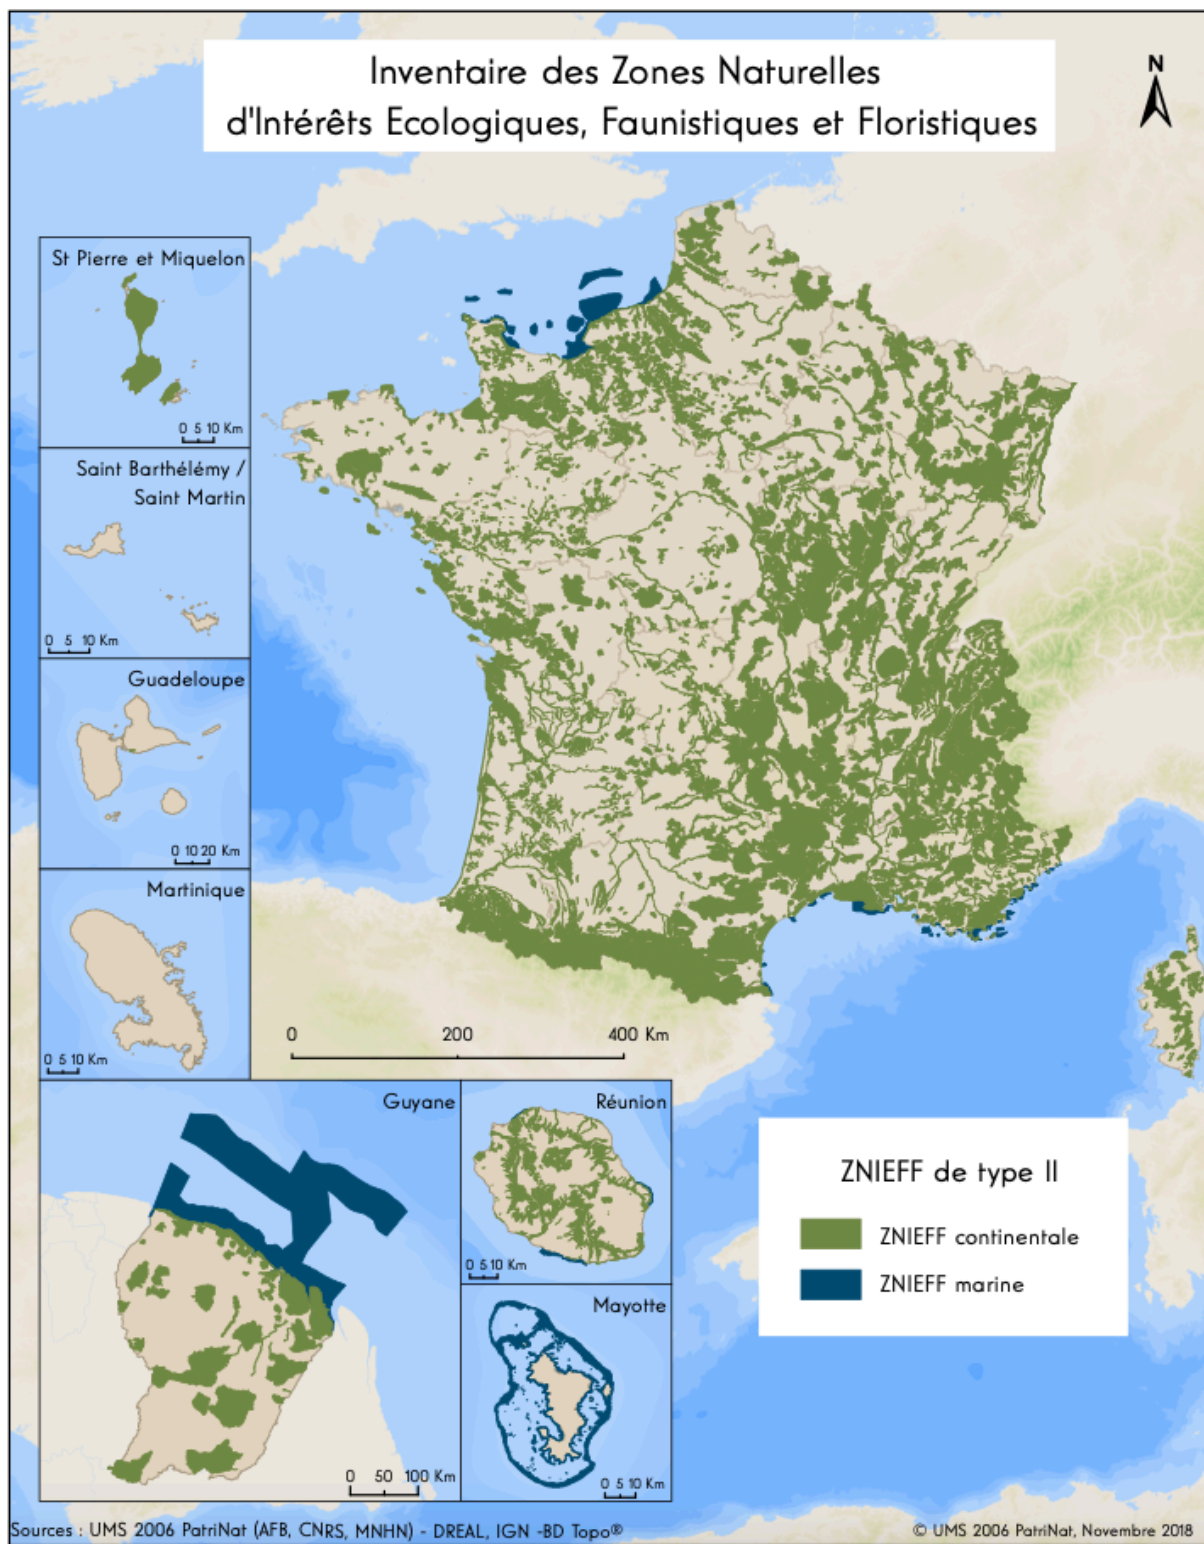 Inventaire des Zones Naturelles
d'Intérêts Ecologiques, Faunistiques et Floristiques
N
St Pierre et Miquelon
0 5 10 Km
Saint Barthélémy /
Saint Martin
0 5 10 Km
Guadeloupe
0 10 20 Km
Martinique
0 5 10 Km
0 200 400 Km
Guyane
0 50 100 Km
Réunion
0 5 10 Km
Mayotte
0 5 10 Km
ZNIEFF de type II
ZNIEFF continentale
ZNIEFF marine
Sources : UMS 2006 PatriNat (AFB, CNRS, MNHN) - DREAL, IGN -BD Topo®
© UMS 2006 PatriNat, Novembre 2018